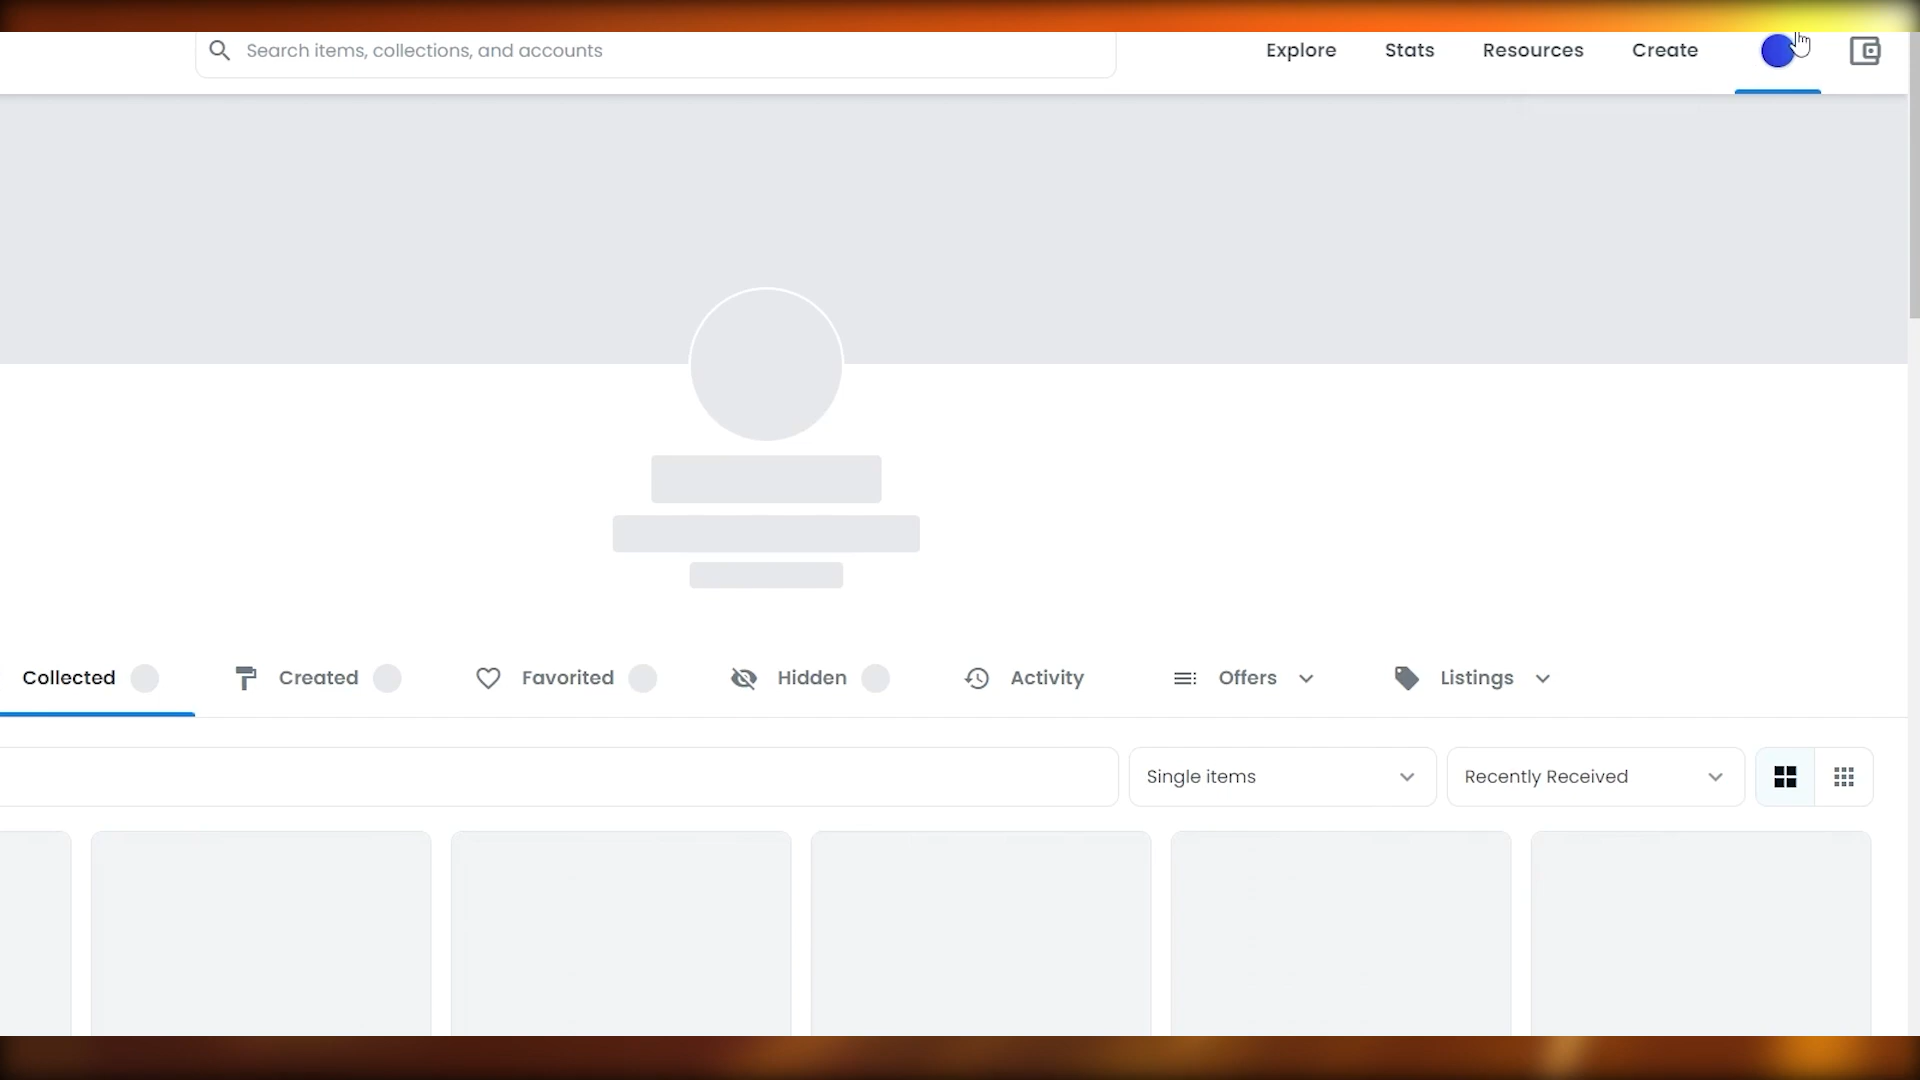 Search items, collections, and accounts
Explore
Stats
Resources
Create
Collected
Created
Favorited
Hidden
Activity
Offers
Listings
Single items
Recently Received